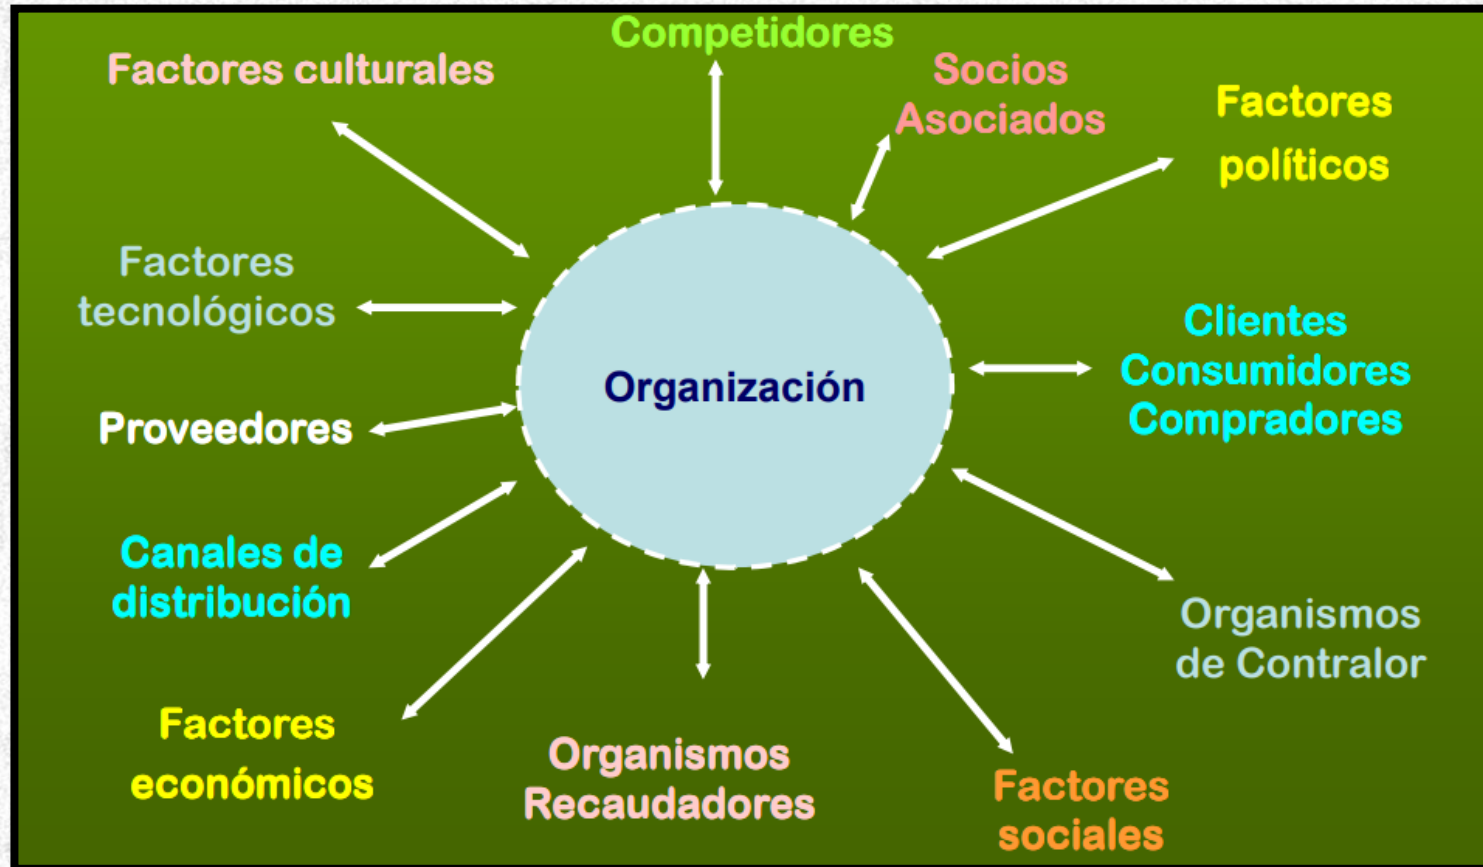 Competidores
Factores culturales
Socios
Asociados
Factores
políticos
Factores
tecnológicos
Clientes
Consumidores
Compradores
Organización
Proveedores
Canales de
distribución
Organismos
de Contralor
Factores
económicos
Organismos
Recaudadores
Factores
sociales